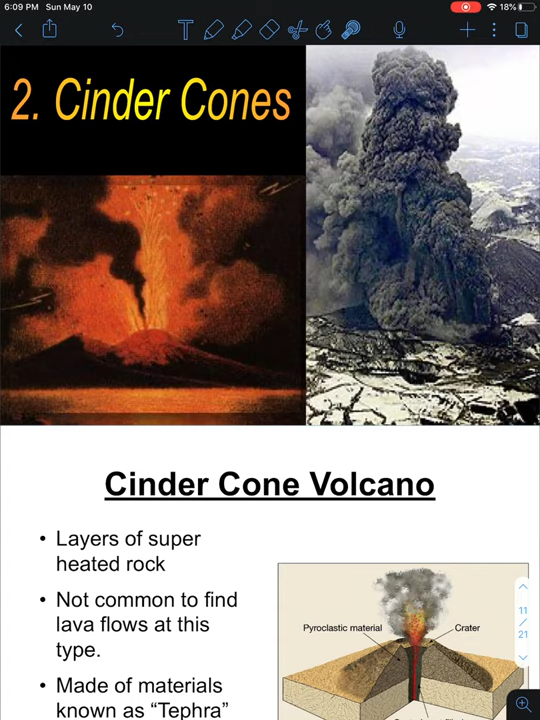 6:09 PM Sun May 10
18%
2. Cinder Cones
Cinder Cone Volcano
• Layers of super
heated rock
• Not common to find
lava flows at this
type.
• Made of materials
known as “Tephra”
Pyroclastic material
Crater
11
/
21